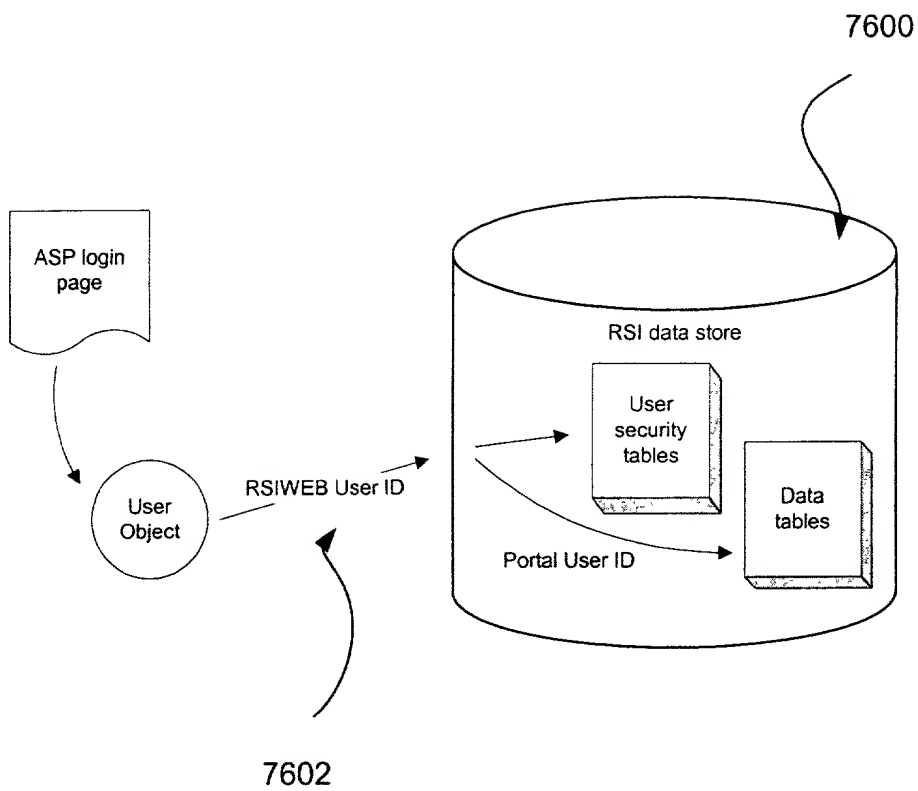 7600
ASP login
page
RSI data store
User
security
tables
RSIWEB User ID
User
Object
Data
tables
Portal User ID
7602